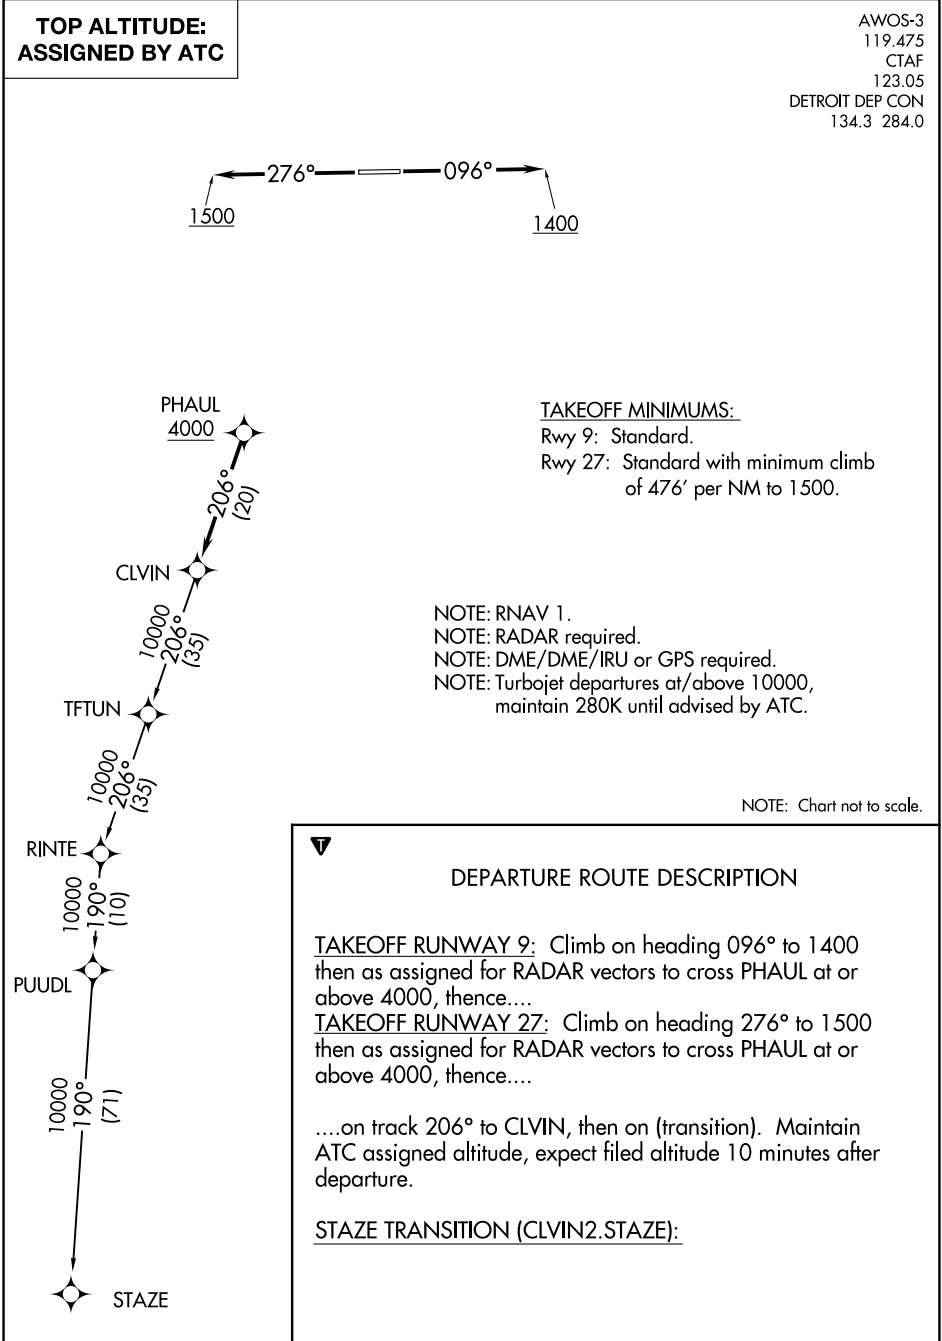 TOP ALTITUDE:
ASSIGNED BY ATC
AWOS-3
119.475
CTAF
123.05
DETROIT DEP CON
134.3 284.0
276°
096°
1500
1400
PHAUL
4000
206°
(20)
CLVIN
10000
206°
(35)
TFTUN
10000
206°
(35)
RINTE
10000
190°
(10)
PUUDL
10000
190°
(71)
STAZE
TAKEOFF MINIMUMS:
Rwy 9: Standard.
Rwy 27: Standard with minimum climb
of 476' per NM to 1500.
NOTE: RNAV 1.
NOTE: RADAR required.
NOTE: DME/DME/IRU or GPS required.
NOTE: Turbojet departures at/above 10000,
maintain 280K until advised by ATC.
NOTE: Chart not to scale.
T
DEPARTURE ROUTE DESCRIPTION
TAKEOFF RUNWAY 9: Climb on heading 096° to 1400
then as assigned for RADAR vectors to cross PHAUL at or
above 4000, thence....
TAKEOFF RUNWAY 27: Climb on heading 276° to 1500
then as assigned for RADAR vectors to cross PHAUL at or
above 4000, thence....
....on track 206° to CLVIN, then on (transition). Maintain
ATC assigned altitude, expect filed altitude 10 minutes after
departure.
STAZE TRANSITION (CLVIN2.STAZE):